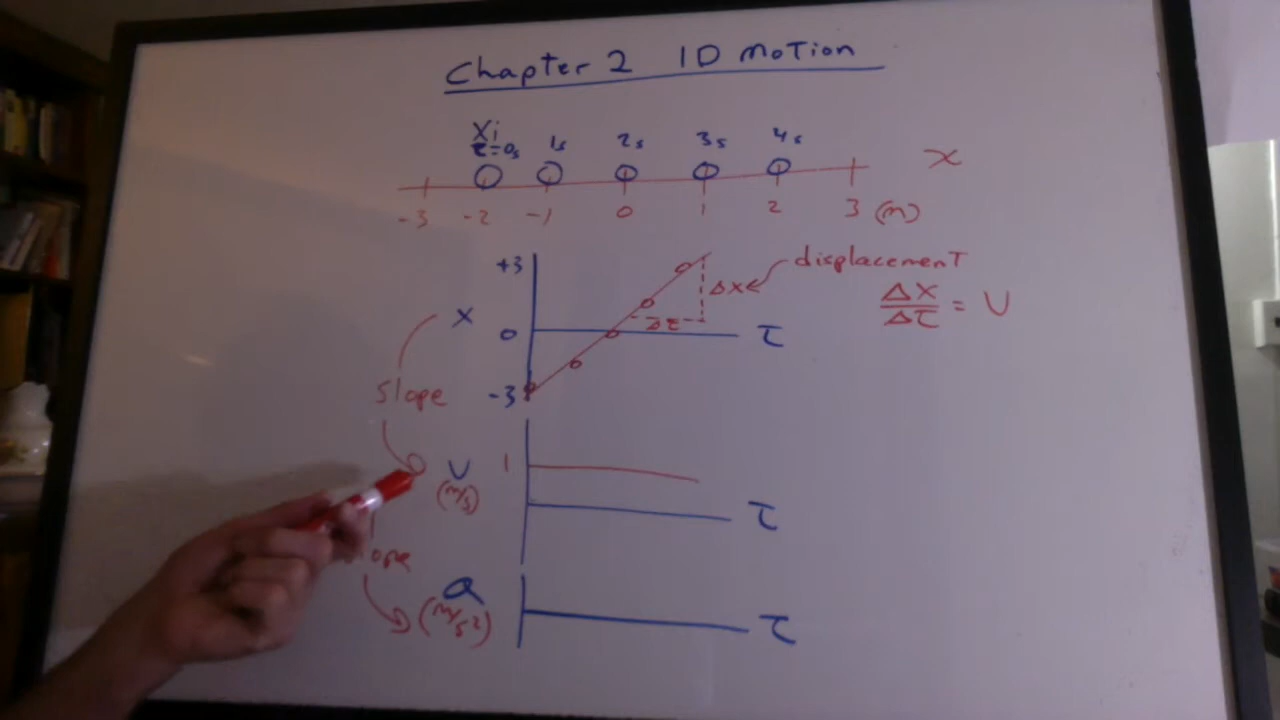 Chapter 2 1D Motion
Xi
t=0s 1s 2s 3s 4s
x
-3 -2 -1 0 1 2 3 (m)
+3
displacement
Δx
Δx/Δt = v
x
Δt
0
t
-3
slope
1
v
(m/s)
t
a
(m/s²)
t